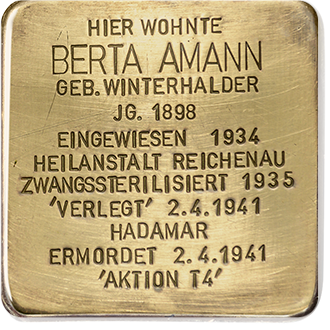 HIER WOHNTE
BERTA AMANN
GEB. WINTERHALDER
JG. 1898
EINGEWIESEN 1934
HEILANSTALT REICHENAU
ZWANGSSTERILISIERT 1935
'VERLEGT' 2.4.1941
HADAMAR
ERMORDET 2.4.1941
'AKTION T4'